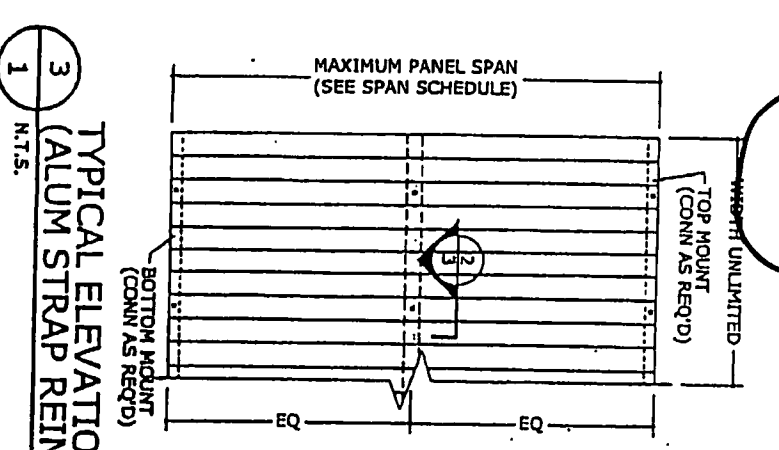 MAXIMUM PANEL SPAN
(SEE SPAN SCHEDULE)
WIDTH UNLIMITED
TOP MOUNT
(CONN AS REQ'D)
2
3
BOTTOM MOUNT
(CONN AS REQ'D)
EQ
EQ
3
1
TYPICAL ELEVATIO
(ALUM STRAP REIN
N.T.S.